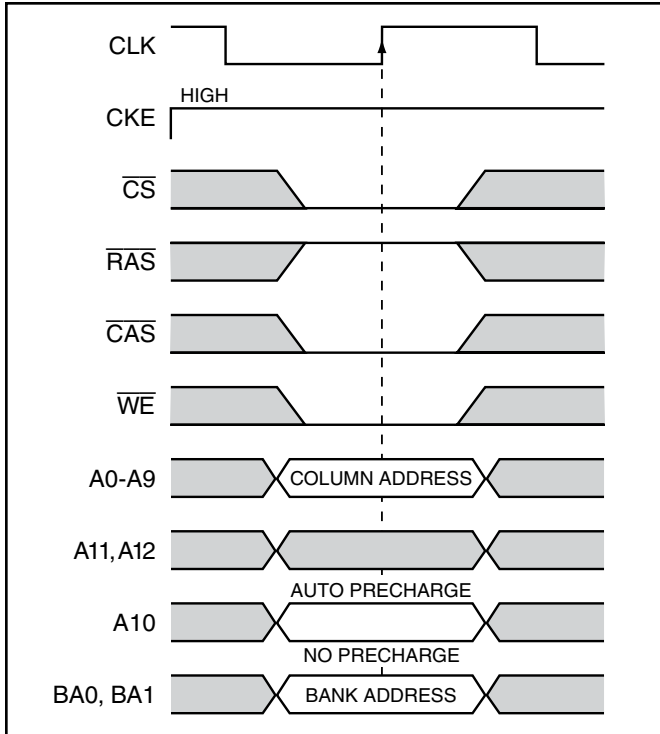 CLK
HIGH
CKE
CS
RAS
CAS
WE
A0-A9 COLUMN ADDRESS
A11, A12
AUTO PRECHARGE
A10
NO PRECHARGE
BA0, BA1 BANK ADDRESS